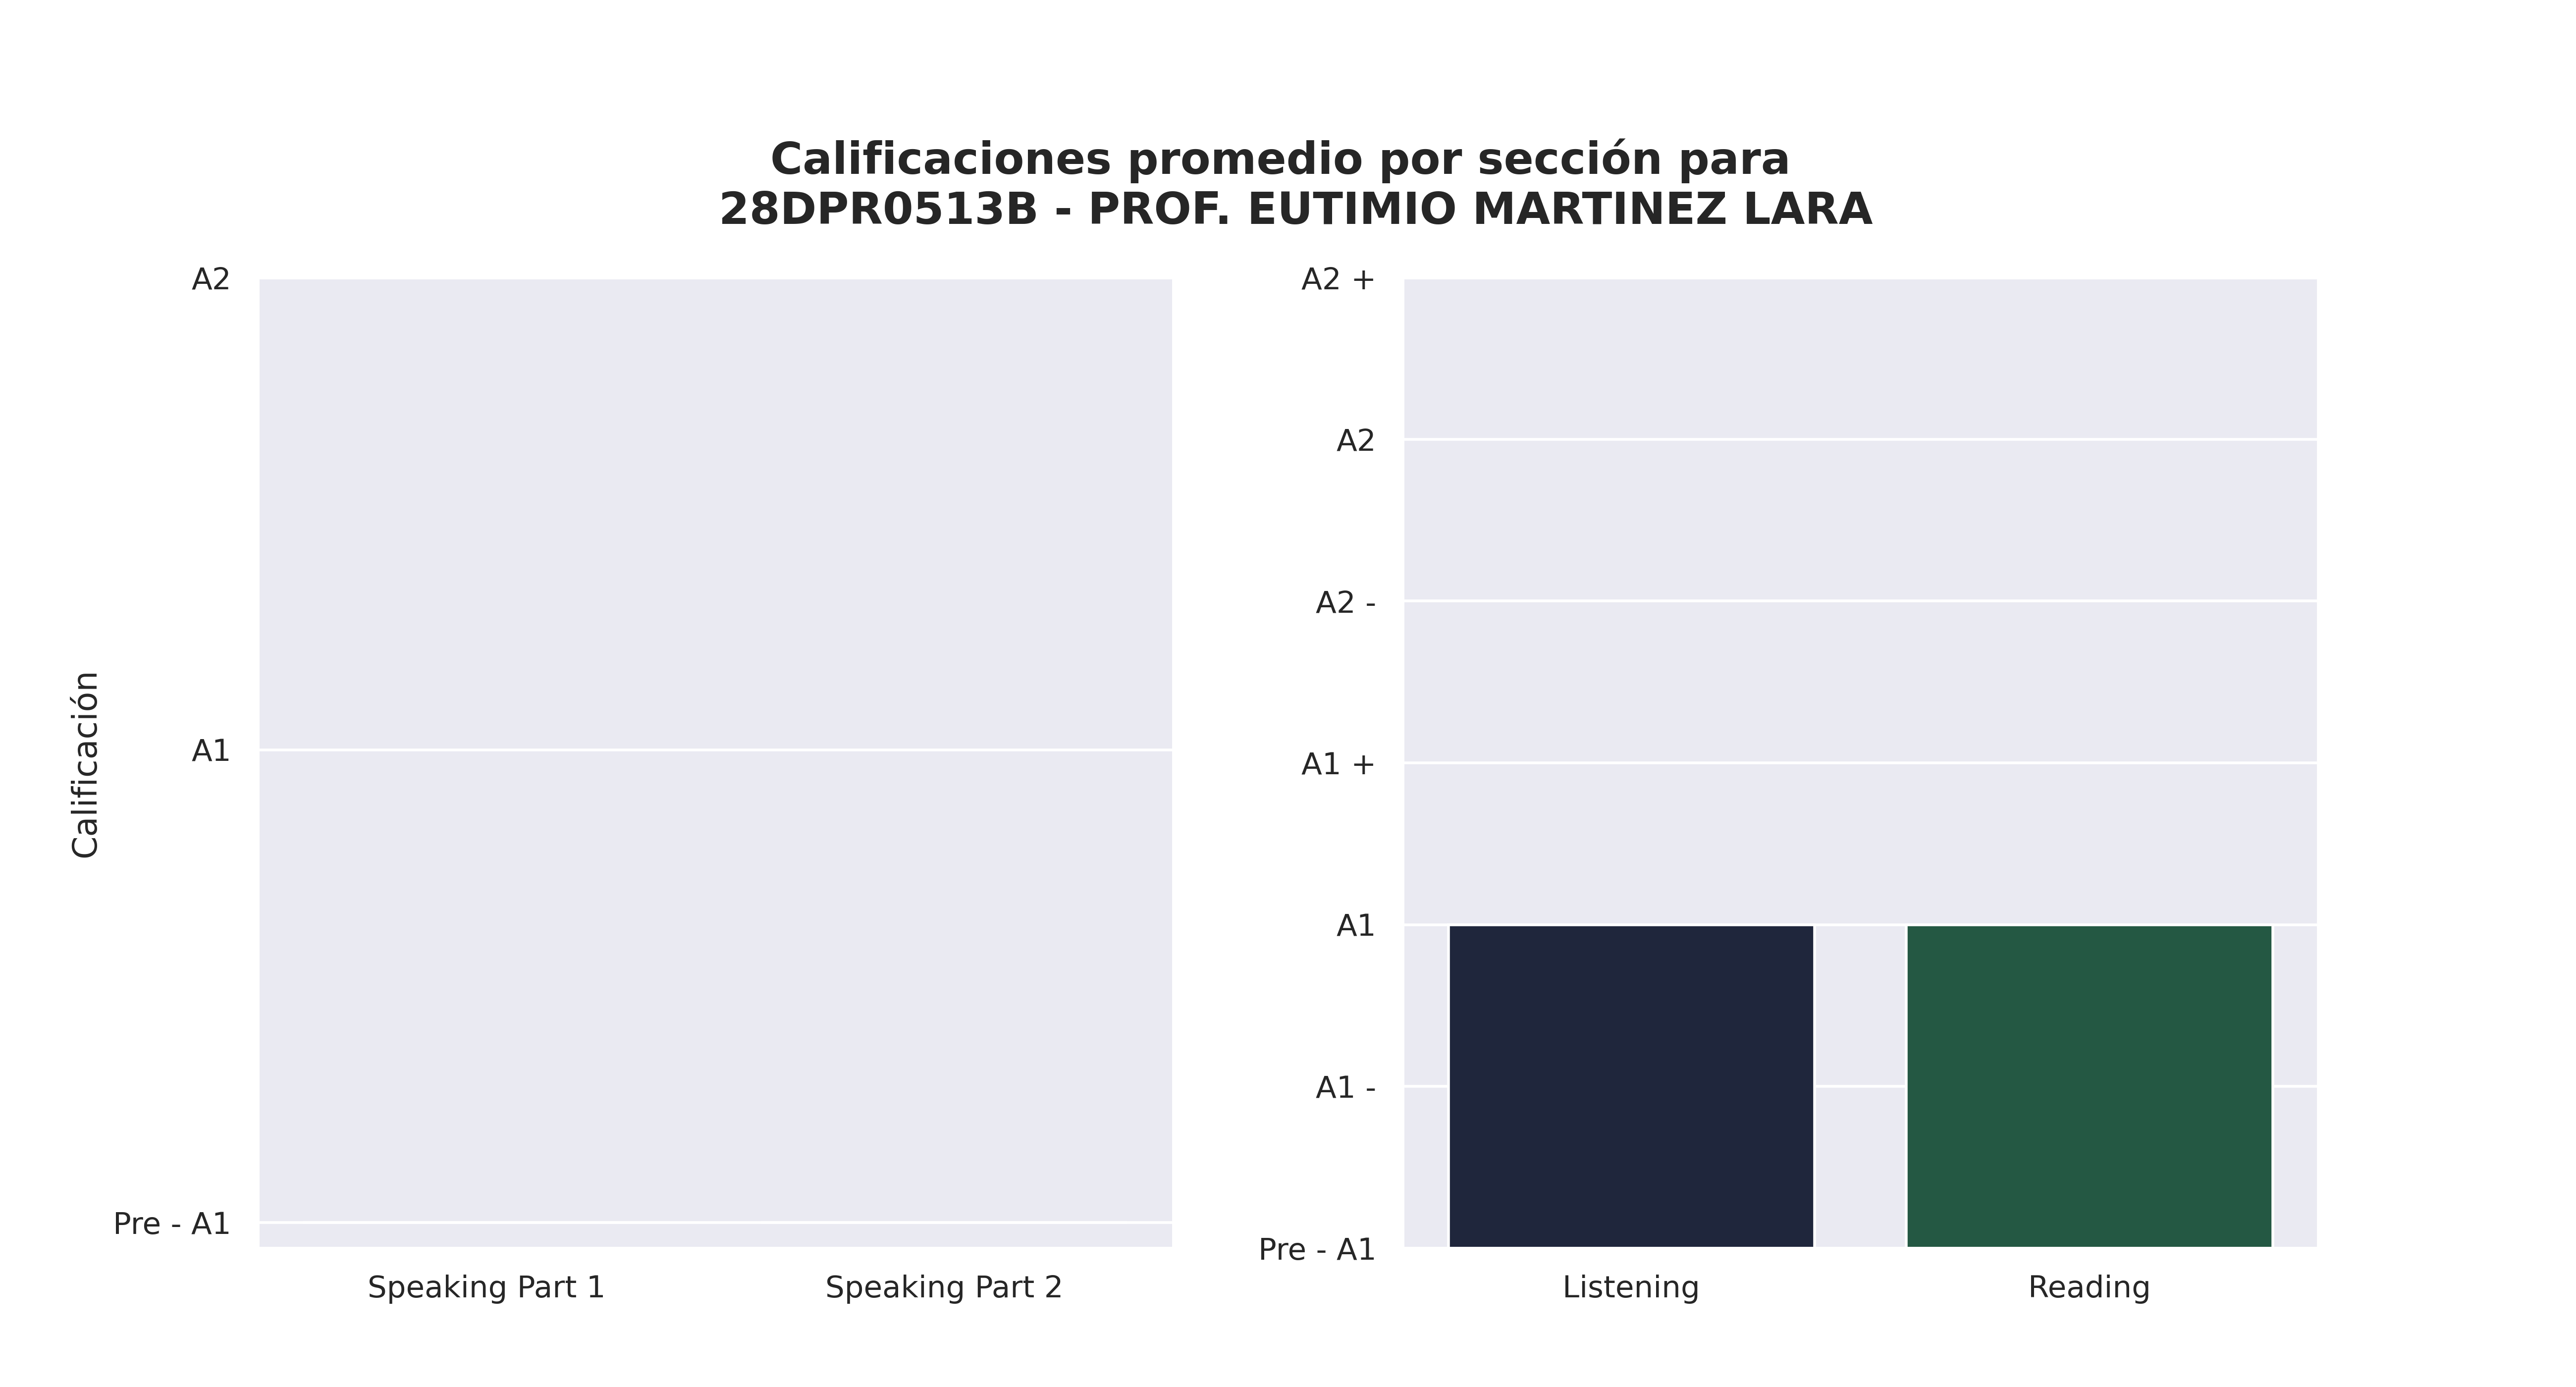 Calificaciones promedio por sección para
28DPR0513B - PROF. EUTIMIO MARTINEZ LARA
Calificación
A2
A1
Pre - A1
Speaking Part 1
Speaking Part 2
A2 +
A2
A2 -
A1 +
A1
A1 -
Pre - A1
Listening
Reading